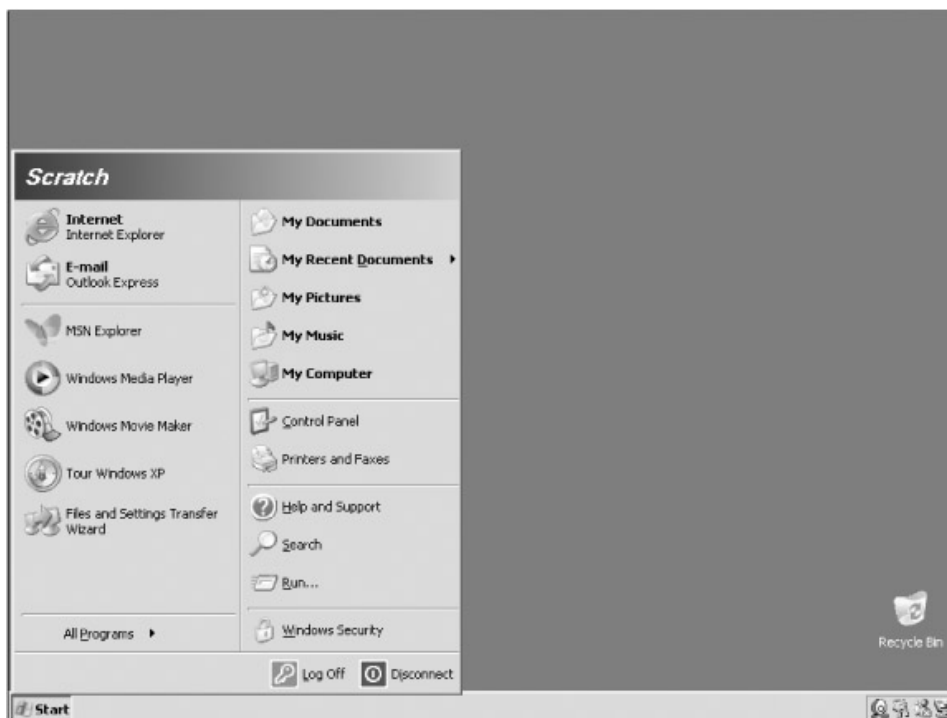 Scratch
Internet
Internet Explorer
E-mail
Outlook Express
MSN Explorer
Windows Media Player
Windows Movie Maker
Tour Windows XP
Files and Settings Transfer
Wizard
All Programs
My Documents
My Recent Documents
My Pictures
My Music
My Computer
Control Panel
Printers and Faxes
Help and Support
Search
Run...
Windows Security
Log Off
Disconnect
Recycle Bin
Start